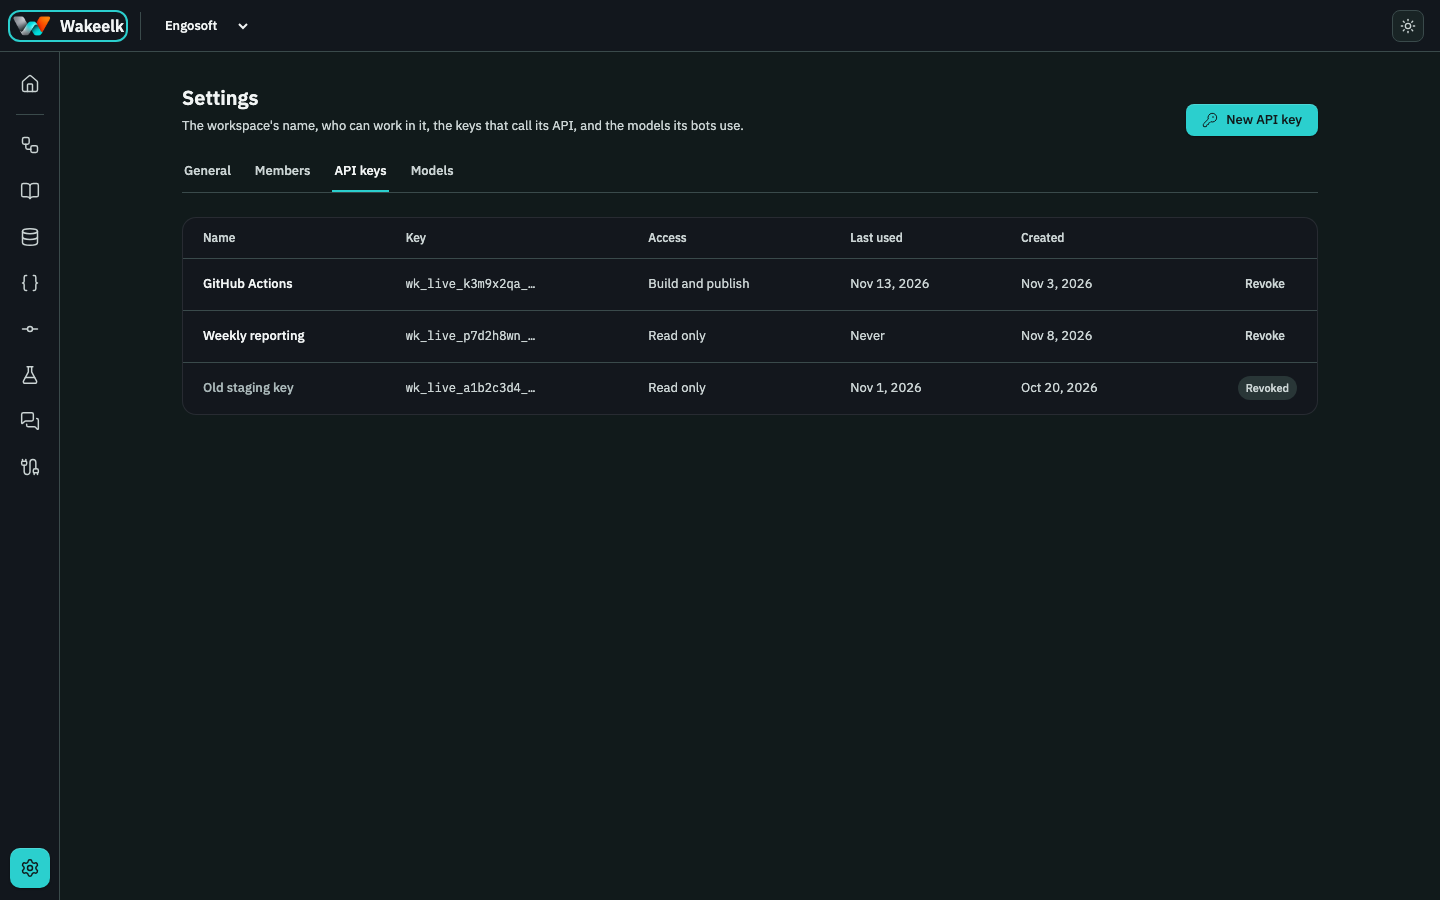 Wakeelk
Engosoft
Settings
The workspace's name, who can work in it, the keys that call its API, and the models its bots use.
New API key
General Members API keys Models
Name Key Access Last used Created
GitHub Actions wk_live_k3m9x2qa_… Build and publish Nov 13, 2026 Nov 3, 2026 Revoke
Weekly reporting wk_live_p7d2h8wn_… Read only Never Nov 8, 2026 Revoke
Old staging key wk_live_a1b2c3d4_… Read only Nov 1, 2026 Oct 20, 2026 Revoked